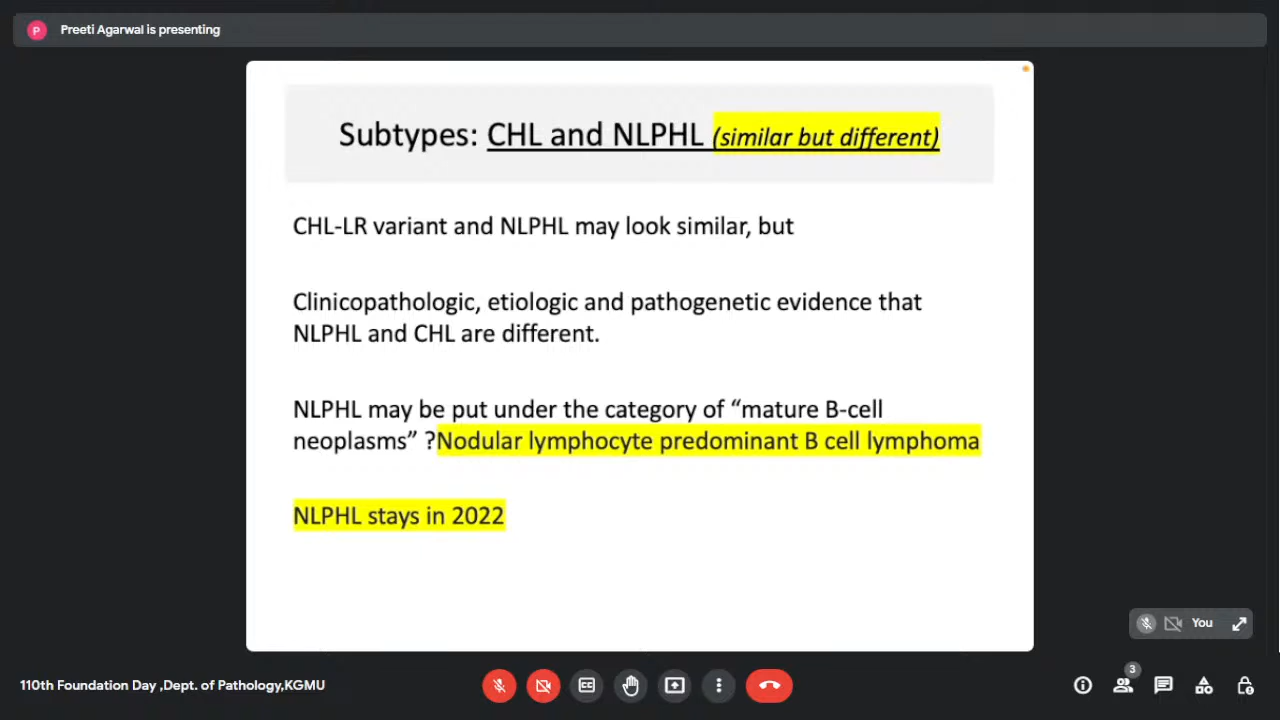 P
Preeti Agarwal is presenting
Subtypes: CHL and NLPHL (similar but different)
CHL-LR variant and NLPHL may look similar, but
Clinicopathologic, etiologic and pathogenetic evidence that
NLPHL and CHL are different.
NLPHL may be put under the category of “mature B-cell
neoplasms” ?Nodular lymphocyte predominant B cell lymphoma
NLPHL stays in 2022
You
110th Foundation Day ,Dept. of Pathology,KGMU
CC
3